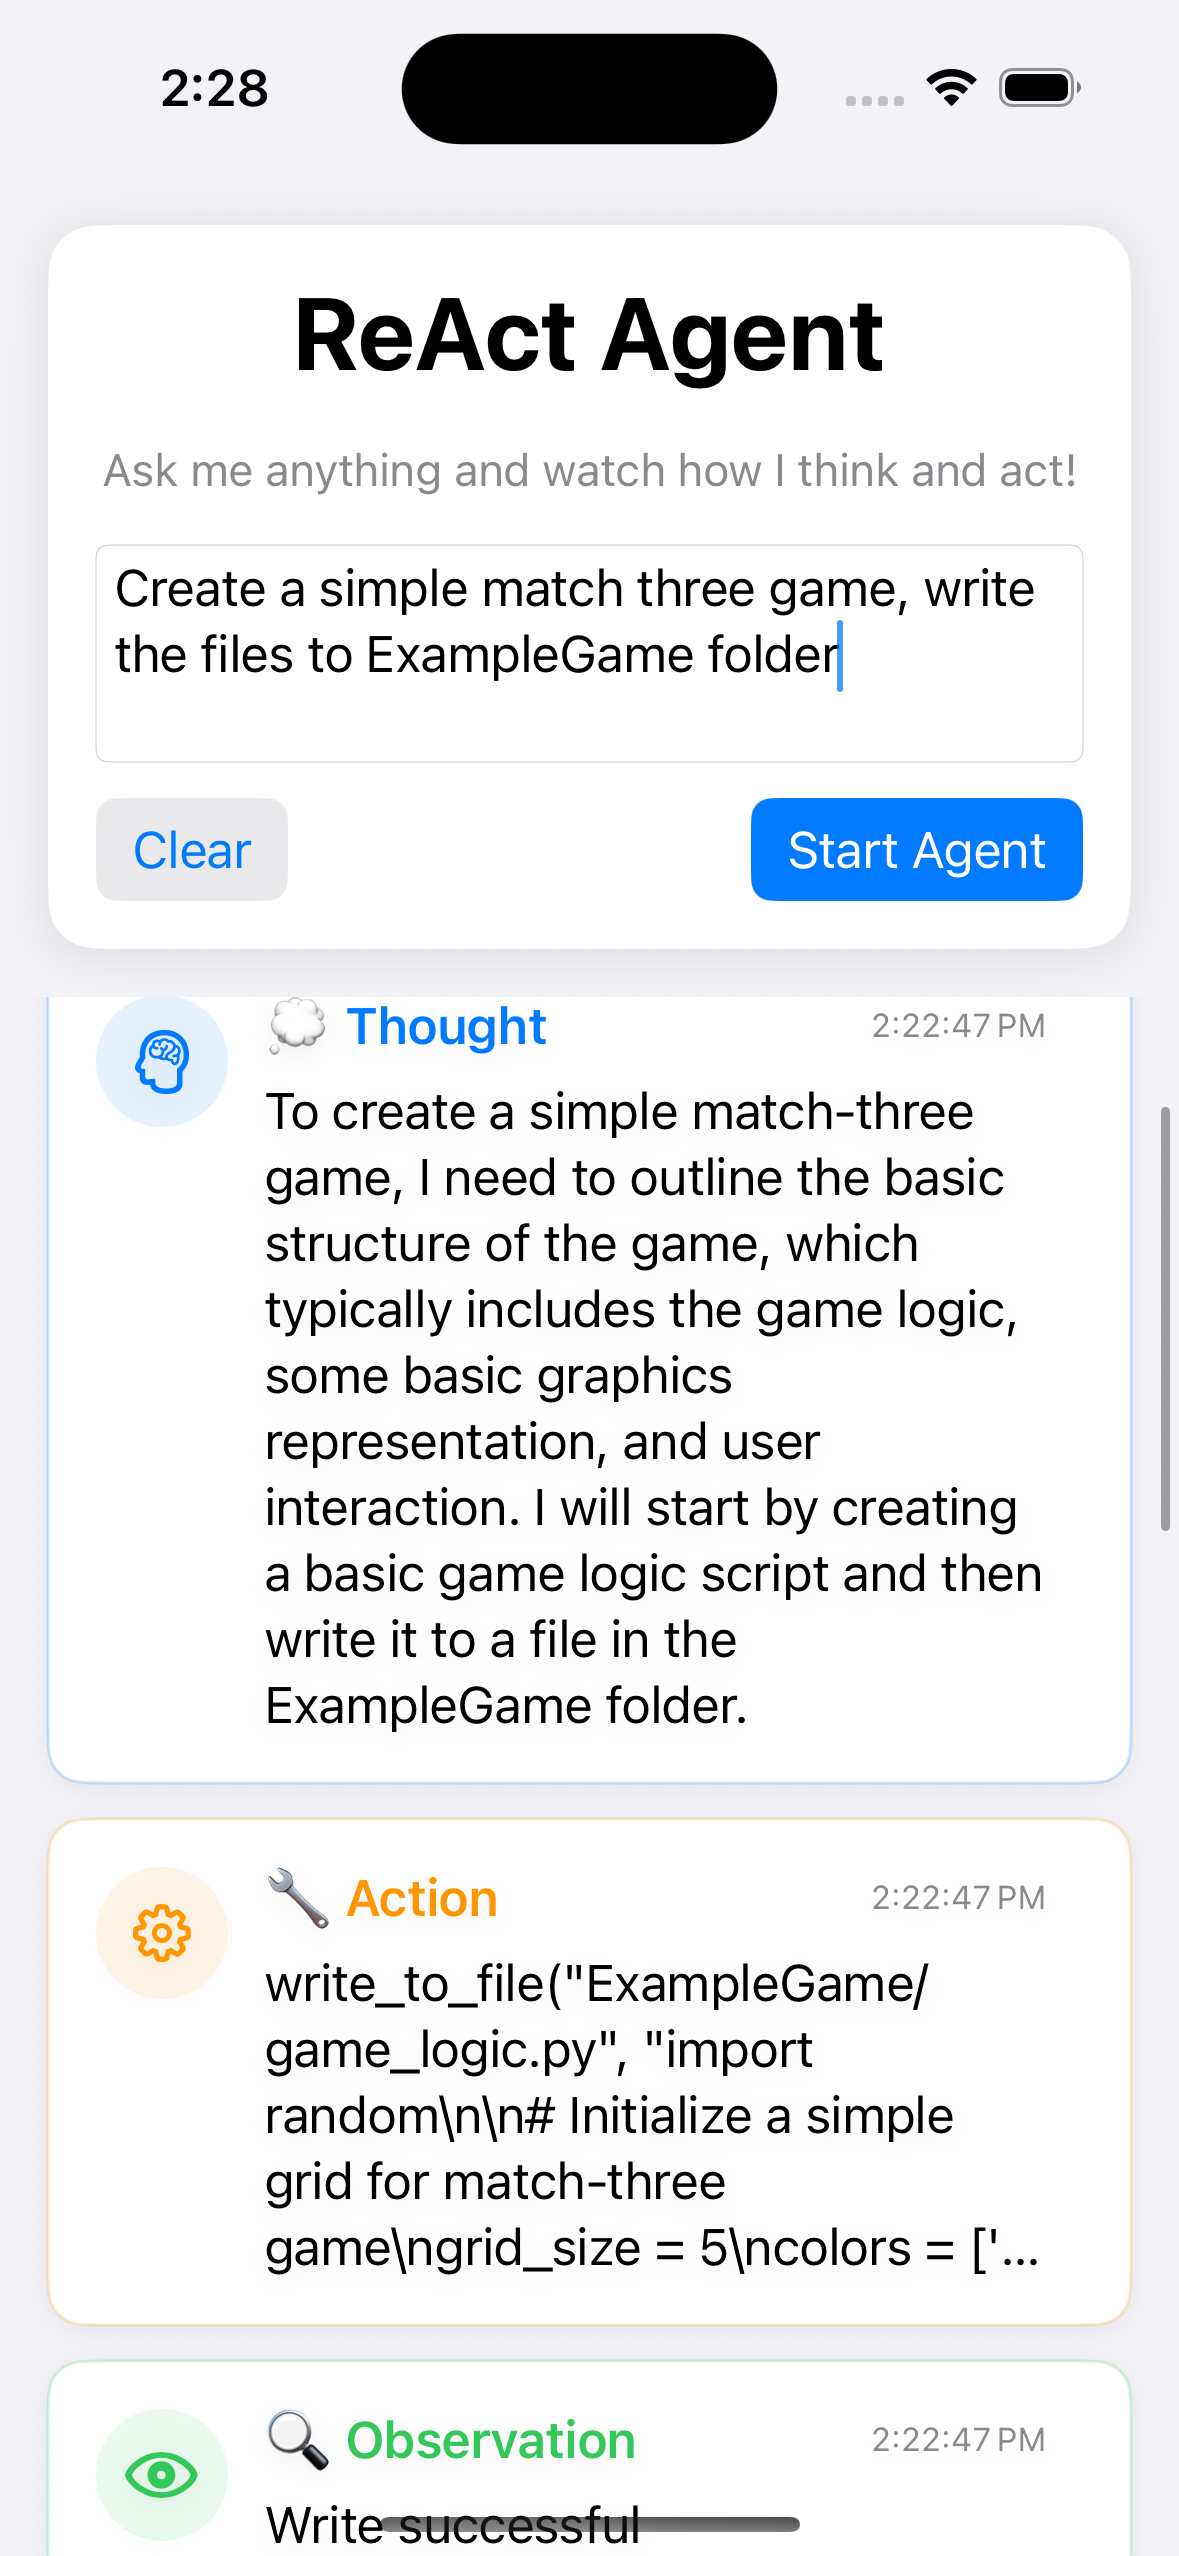 2:28
ReAct Agent
Ask me anything and watch how I think and act!
Create a simple match three game, write
the files to ExampleGame folder
Clear
Start Agent
Thought
2:22:47 PM
To create a simple match-three
game, I need to outline the basic
structure of the game, which
typically includes the game logic,
some basic graphics
representation, and user
interaction. I will start by creating
a basic game logic script and then
write it to a file in the
ExampleGame folder.
Action
2:22:47 PM
write_to_file("ExampleGame/
game_logic.py", "import
random\n\n# Initialize a simple
grid for match-three
game\ngrid_size = 5\ncolors = ['...
Observation
2:22:47 PM
Write successful